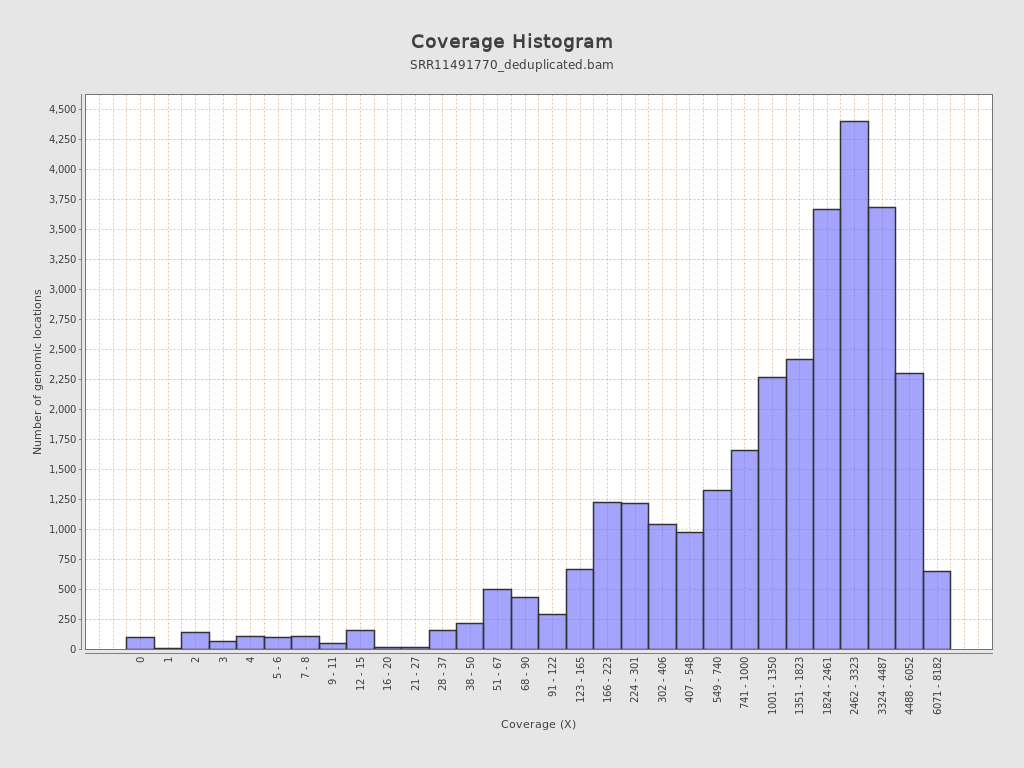 Coverage Histogram
SRR11491770_deduplicated.bam
Number of genomic locations
4,500
4,250
4,000
3,750
3,500
3,250
3,000
2,750
2,500
2,250
2,000
1,750
1,500
1,250
1,000
750
500
250
0
0
1
2
3
4
5 - 6
7 - 8
9 - 11
12 - 15
16 - 20
21 - 27
28 - 37
38 - 50
51 - 67
68 - 90
91 - 122
123 - 165
166 - 223
224 - 301
302 - 406
407 - 548
549 - 740
741 - 1000
1001 - 1350
1351 - 1823
1824 - 2461
2462 - 3323
3324 - 4487
4488 - 6052
6071 - 8182
Coverage (X)